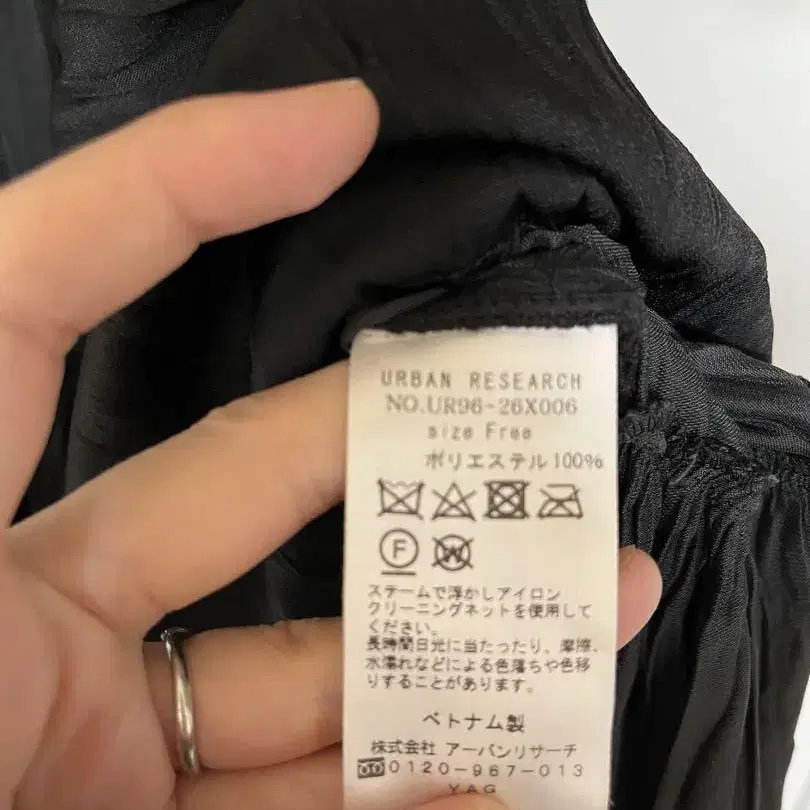 URBAN RESEARCH
NO.UR96-26X006
size Free
ポリエステル100%
F W
スチームで浮かしアイロン
クリーニングネットを使用して
ください。
長時間日光に当たったり、摩擦、
水濡れなどによる色落ちや色移
りすることがあります。
ベトナム製
株式会社 アーバンリサーチ
0120-967-013
YAG